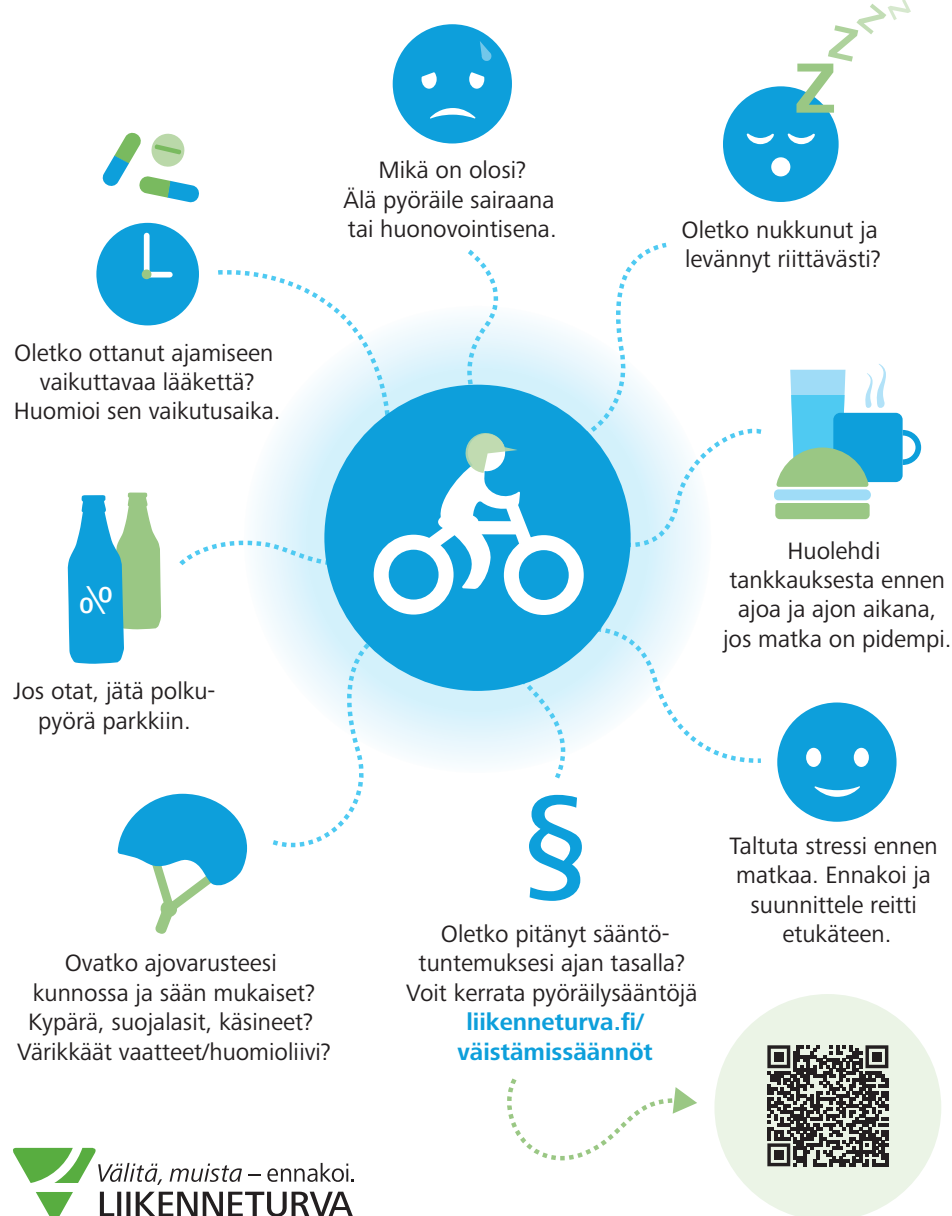 Z Z Z Z
Mikä on olosi?
Älä pyöräile sairaana
tai huonovointisena.
Oletko nukkunut ja
levännyt riittävästi?
Oletko ottanut ajamiseen
vaikuttavaa lääkettä?
Huomioi sen vaikutusaika.
Huolehdi
tankkauksesta ennen
ajoa ja ajon aikana,
jos matka on pidempi.
%
Jos otat, jätä polku-
pyörä parkkiin.
Taltuta stressi ennen
matkaa. Ennakoi ja
suunnittele reitti
etukäteen.
Ovatko ajovarusteesi
kunnossa ja sään mukaiset?
Kypärä, suojalasit, käsineet?
Värikkäät vaatteet/huomioliivi?
§
Oletko pitänyt sääntö-
tuntemuksesi ajan tasalla?
Voit kerrata pyöräilysääntöjä
liikenneturva.fi/
väistämissäännöt
Välitä, muista – ennakoi.
LIIKENNETURVA